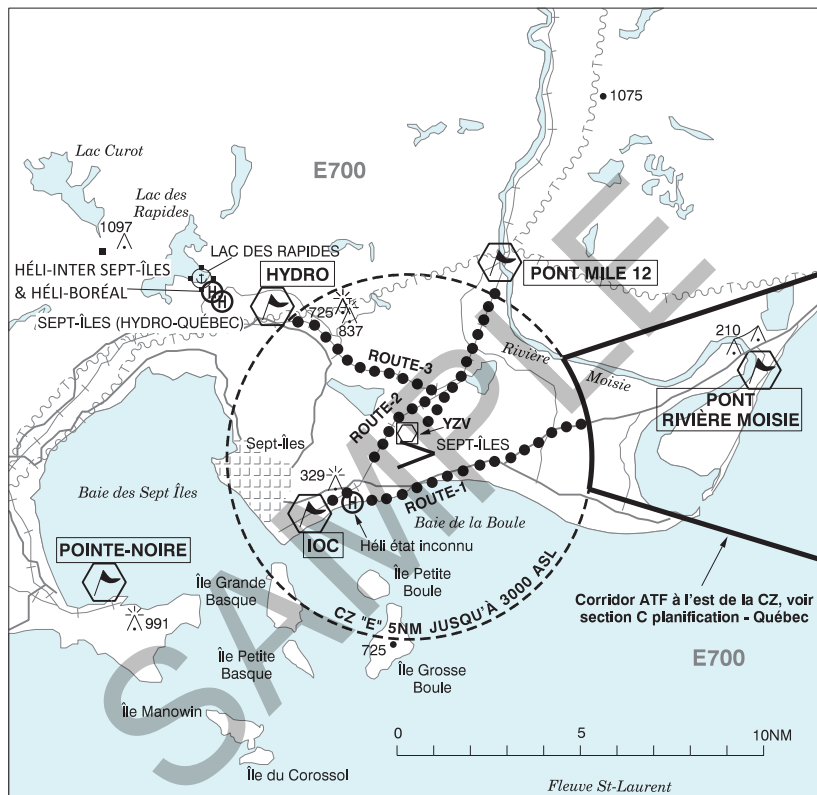 1075
Lac Curot
E700
Lac des
Rapides
1097
LAC DES RAPIDES
HÉLI-INTER SEPT-ÎLES
& HÉLI-BORÉAL
HYDRO
PONT MILE 12
SEPT-ÎLES (HYDRO-QUÉBEC)
725
837
210
ROUTE-3
Rivière
Moisie
ROUTE-2
PONT
RIVIÈRE MOISIE
YZV
SEPT-ÎLES
Sept-Îles
329
ROUTE-1
Baie des Sept Îles
Baie de la Boule
IOC
Héli état inconnu
POINTE-NOIRE
Île Grande
Basque
Île Petite
Boule
Corridor ATF à l'est de la CZ, voir
section C planification - Québec
991
CZ "E" 5NM JUSQU'À 3000 ASL
725
Île Petite
Basque
Île Grosse
Boule
E700
Île Manowin
0 5 10NM
Île du Corossol
Fleuve St-Laurent
SAMPLE